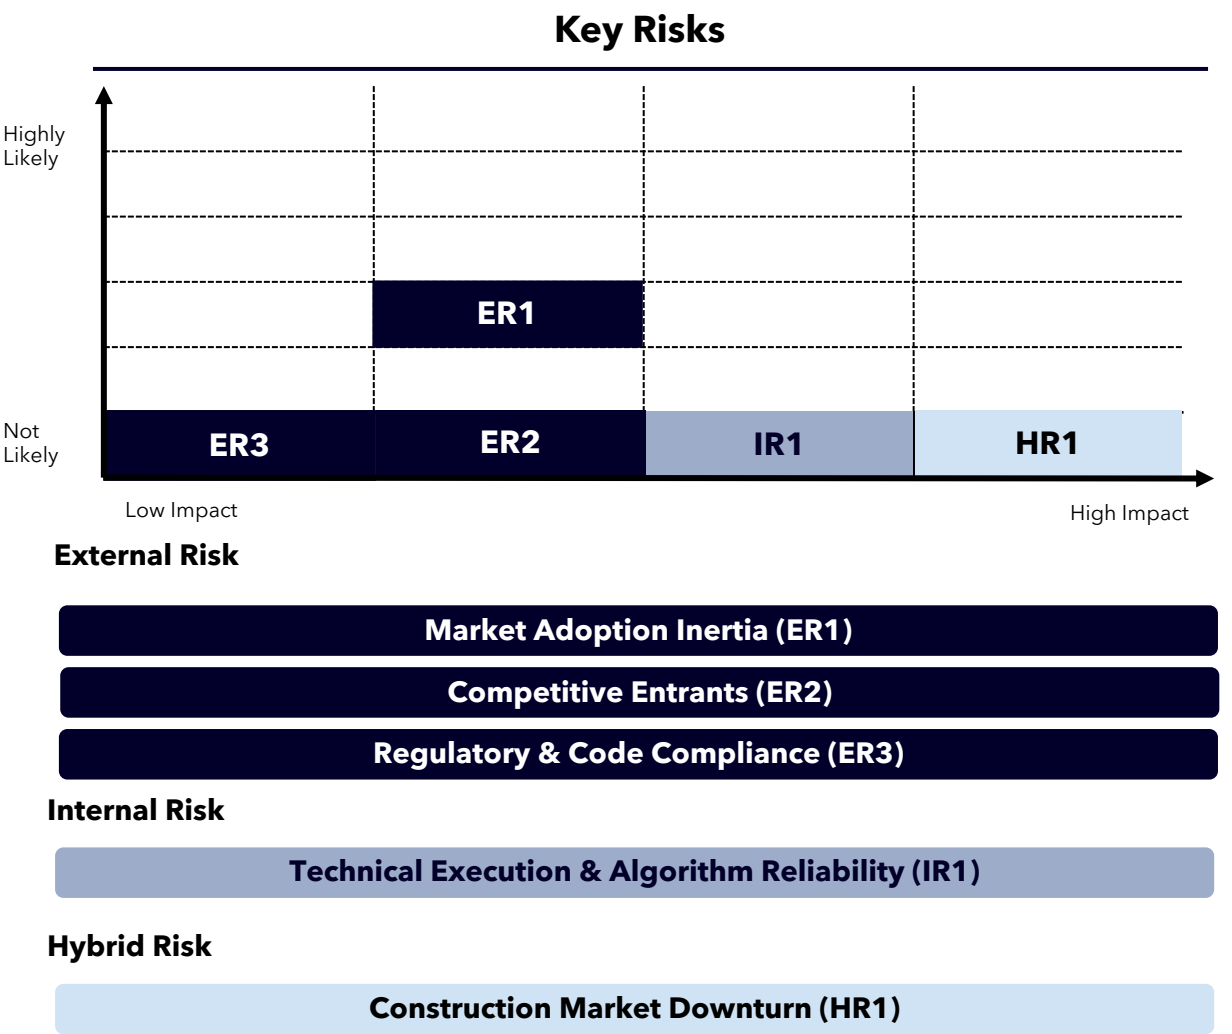 Key Risks
Highly
Likely
ER1
Not
Likely
ER3
ER2
IR1
HR1
Low Impact
High Impact
External Risk
Market Adoption Inertia (ER1)
Competitive Entrants (ER2)
Regulatory & Code Compliance (ER3)
Internal Risk
Technical Execution & Algorithm Reliability (IR1)
Hybrid Risk
Construction Market Downturn (HR1)